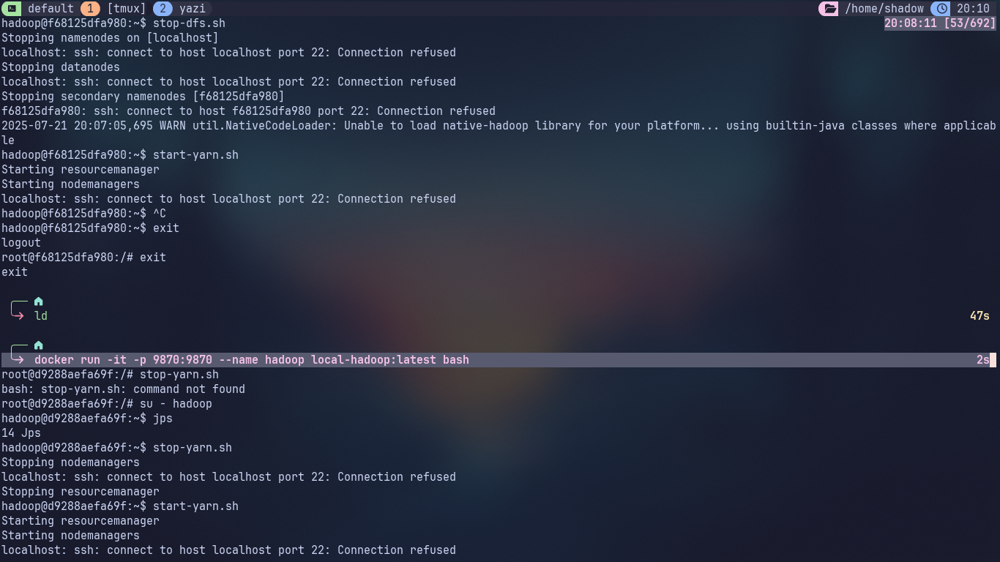 default 1 [tmux] 2 yazi /home/shadow 20:10
hadoop@f68125dfa980:~$ stop-dfs.sh 20:08:11 [53/692]
Stopping namenodes on [localhost]
localhost: ssh: connect to host localhost port 22: Connection refused
Stopping datanodes
localhost: ssh: connect to host localhost port 22: Connection refused
Stopping secondary namenodes [f68125dfa980]
f68125dfa980: ssh: connect to host f68125dfa980 port 22: Connection refused
2025-07-21 20:07:05,695 WARN util.NativeCodeLoader: Unable to load native-hadoop library for your platform... using builtin-java classes where applicab
le
hadoop@f68125dfa980:~$ start-yarn.sh
Starting resourcemanager
Starting nodemanagers
localhost: ssh: connect to host localhost port 22: Connection refused
hadoop@f68125dfa980:~$ ^C
hadoop@f68125dfa980:~$ exit
logout
root@f68125dfa980:/# exit
exit
ld 47s
docker run -it -p 9870:9870 --name hadoop local-hadoop:latest bash 2s
root@d9288aefa69f:/# stop-yarn.sh
bash: stop-yarn.sh: command not found
root@d9288aefa69f:/# su - hadoop
hadoop@d9288aefa69f:~$ jps
14 Jps
hadoop@d9288aefa69f:~$ stop-yarn.sh
Stopping nodemanagers
localhost: ssh: connect to host localhost port 22: Connection refused
Stopping resourcemanager
hadoop@d9288aefa69f:~$ start-yarn.sh
Starting resourcemanager
Starting nodemanagers
localhost: ssh: connect to host localhost port 22: Connection refused